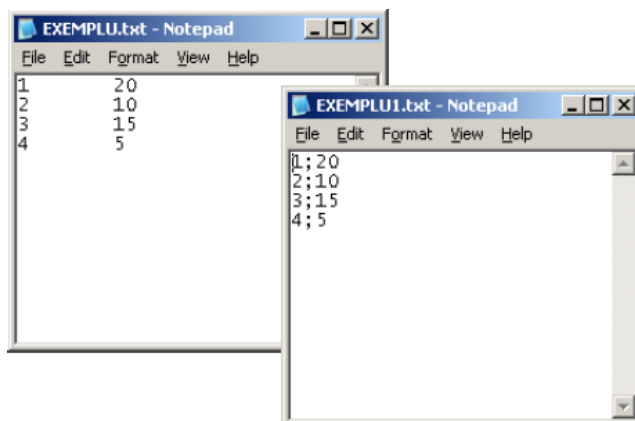 EXEMPLU.txt - Notepad
File Edit Format View Help
1 20
2 10
3 15
4 5
EXEMPLU1.txt - Notepad
File Edit Format View Help
1;20
2;10
3;15
4;5